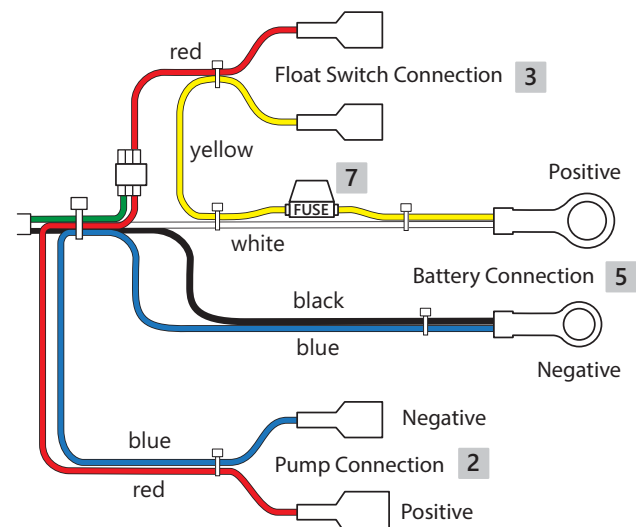 red
Float Switch Connection 3
yellow
7
Positive
FUSE
white
Battery Connection 5
black
blue
Negative
blue
Negative
Pump Connection 2
red
Positive